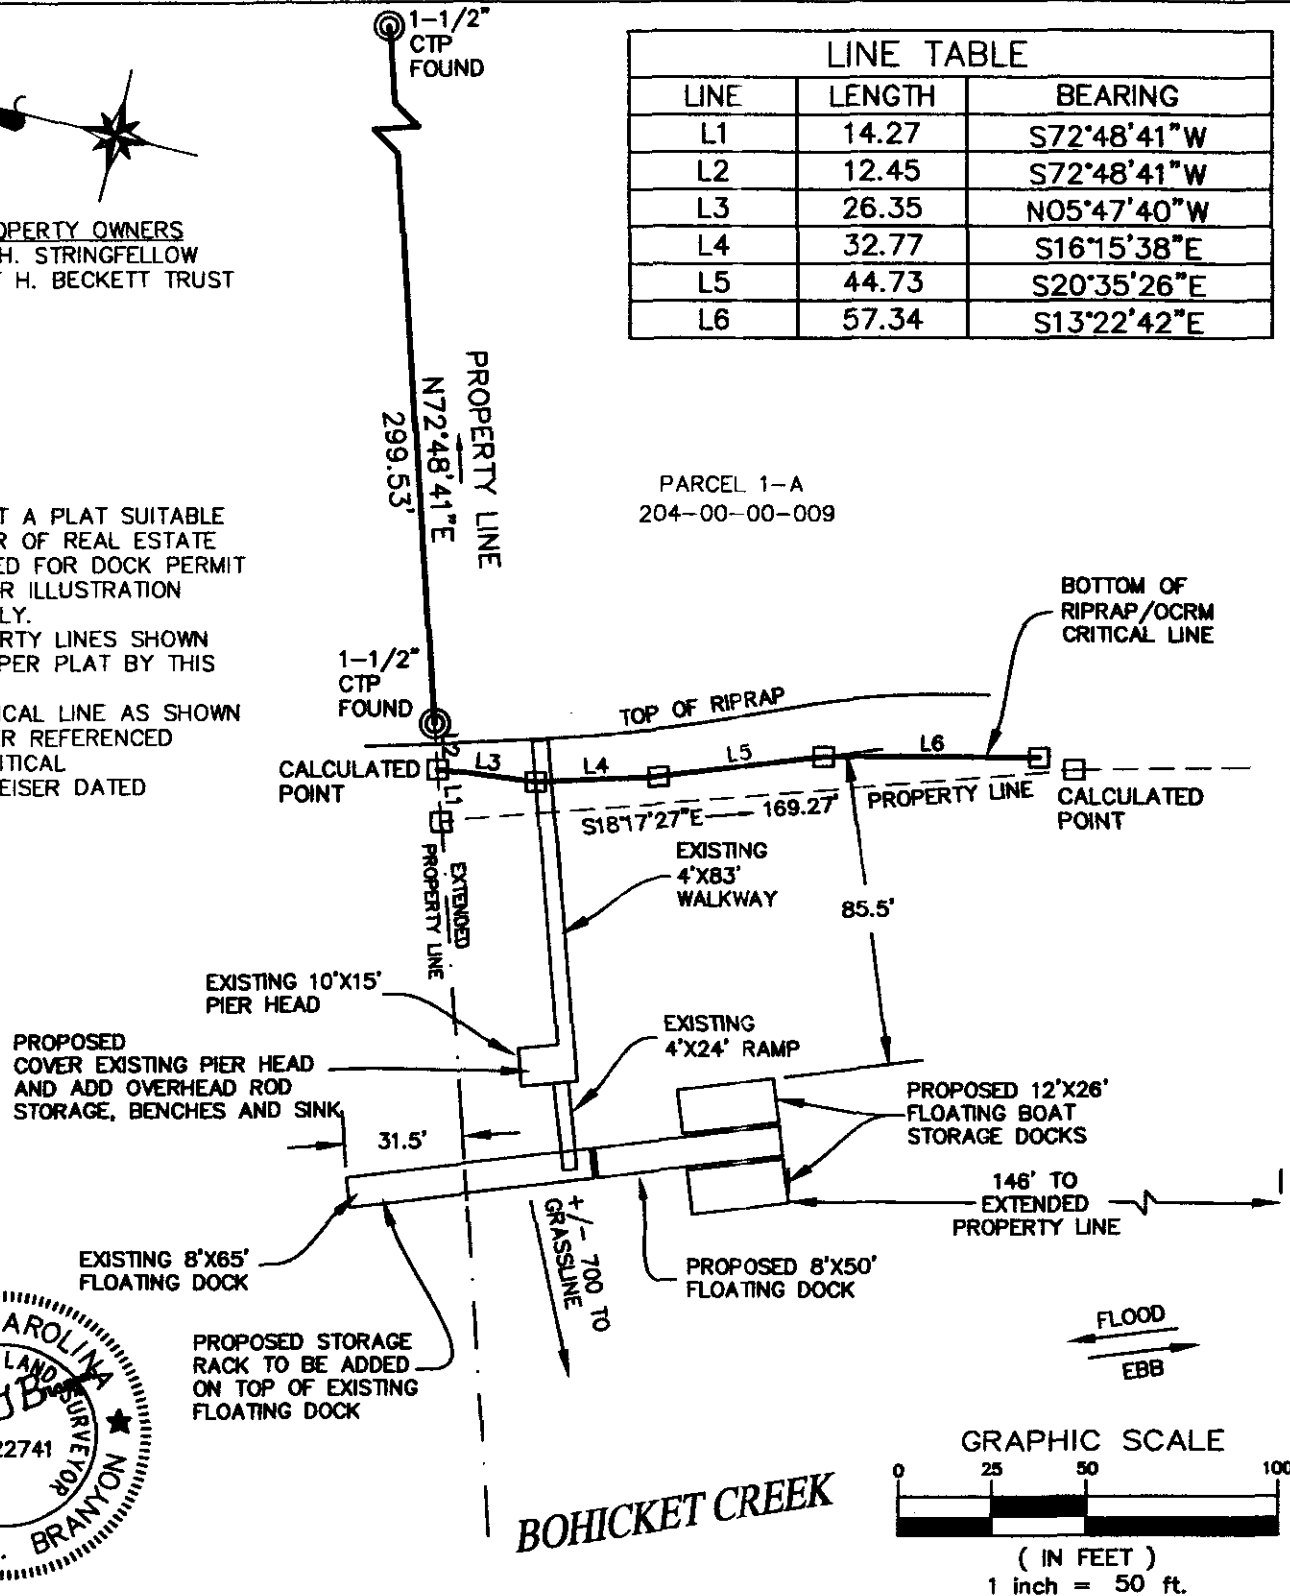 1-1/2"
CTP
FOUND
LINE TABLE
LINE LENGTH BEARING
L1 14.27 S72°48'41"W
L2 12.45 S72°48'41"W
L3 26.35 N05°47'40"W
L4 32.77 S16°15'38"E
L5 44.73 S20°35'26"E
L6 57.34 S13°22'42"E
OPERTY OWNERS
H. STRINGFELLOW
H. BECKETT TRUST
PROPERTY LINE
N72°48'41"E
299.53'
PARCEL 1-A
204-00-00-009
T A PLAT SUITABLE
R OF REAL ESTATE
ED FOR DOCK PERMIT
R ILLUSTRATION
LY.
RTY LINES SHOWN
PER PLAT BY THIS
ICAL LINE AS SHOWN
R REFERENCED
ITICAL
EISER DATED
BOTTOM OF
RIPRAP/OCRM
CRITICAL LINE
1-1/2"
CTP
FOUND
TOP OF RIPRAP
CALCULATED
POINT
L2
L3
L4
L5
L6
L1
S18°17'27"E 169.27'
PROPERTY LINE
CALCULATED
POINT
EXTENDED
PROPERTY LINE
EXISTING
4'X83'
WALKWAY
85.5'
EXISTING 10'X15'
PIER HEAD
EXISTING
4'X24' RAMP
PROPOSED
COVER EXISTING PIER HEAD
AND ADD OVERHEAD ROD
STORAGE, BENCHES AND SINK
31.5'
PROPOSED 12'X26'
FLOATING BOAT
STORAGE DOCKS
146' TO
EXTENDED
PROPERTY LINE
+/- 700 TO
GRASSLINE
EXISTING 8'X65'
FLOATING DOCK
PROPOSED 8'X50'
FLOATING DOCK
PROPOSED STORAGE
RACK TO BE ADDED
ON TOP OF EXISTING
FLOATING DOCK
FLOOD
EBB
AROLINA
LAND SURVEYOR
22741
. BRANYON
BOHICKET CREEK
GRAPHIC SCALE
0 25 50 100
( IN FEET )
1 inch = 50 ft.